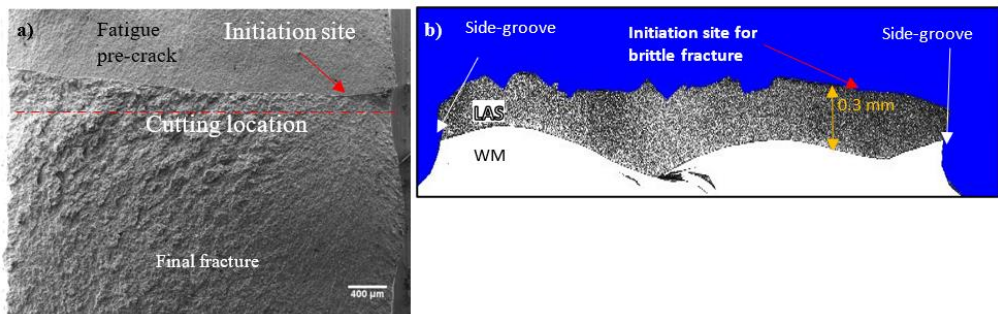 a)
Fatigue
pre-crack
Initiation site
Cutting location
Final fracture
400 µm
b)
Side-groove
Initiation site for
brittle fracture
Side-groove
0.3 mm
LAS
WM